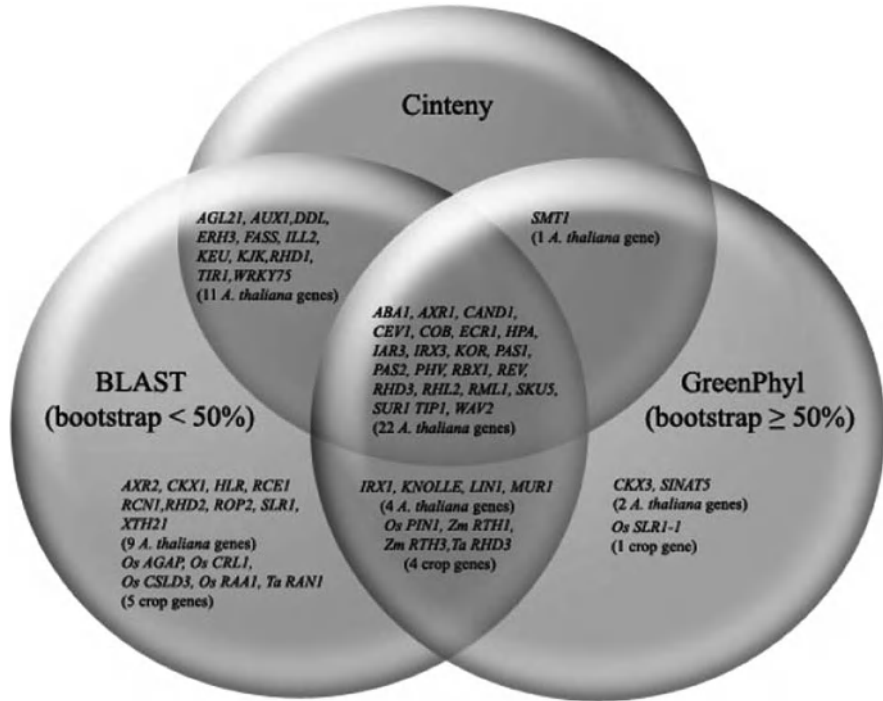 Cinteny
AGL21, AUX1,DDL,
ERH3, FASS, ILL2,
KEU, KJK,RHD1,
TIR1,WRKY75
(11 A. thaliana genes)
SMT1
(1 A. thaliana gene)
ABA1, AXR1, CAND1,
CEV1, COB, ECR1, HPA,
IAR3, IRX3, KOR, PAS1,
PAS2, PHV, RBX1, REV,
RHD3, RHL2, RML1, SKU5,
SUR1 TIP1, WAV2
(22 A. thaliana genes)
BLAST
(bootstrap < 50%)
GreenPhyl
(bootstrap ≥ 50%)
AXR2, CKX1, HLR, RCE1
RCN1,RHD2, ROP2, SLR1,
XTH21
(9 A. thaliana genes)
Os AGAP, Os CRL1,
Os CSLD3, Os RAA1, Ta RAN1
(5 crop genes)
IRX1, KNOLLE, LIN1, MUR1
(4 A. thaliana genes)
Os PIN1, Zm RTH1,
Zm RTH3,Ta RHD3
(4 crop genes)
CKX3, SINAT5
(2 A. thaliana genes)
Os SLR1-1
(1 crop gene)